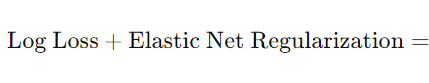 Log Loss + Elastic Net Regularization =